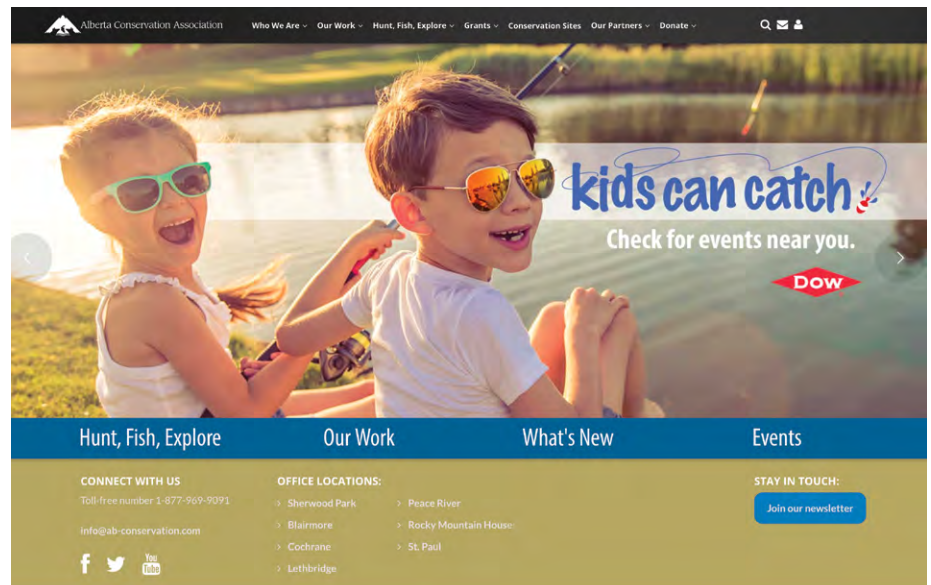 Alberta Conservation Association
Who We Are Our Work Hunt, Fish, Explore Grants Conservation Sites Our Partners Donate
kids can catch
Check for events near you.
DOW
Hunt, Fish, Explore Our Work What's New Events
CONNECT WITH US
Toll-free number 1-877-969-9091
info@ab-conservation.com
You
Tube
OFFICE LOCATIONS:
Sherwood Park
Blairmore
Cochrane
Lethbridge
Peace River
Rocky Mountain House
St. Paul
STAY IN TOUCH:
Join our newsletter